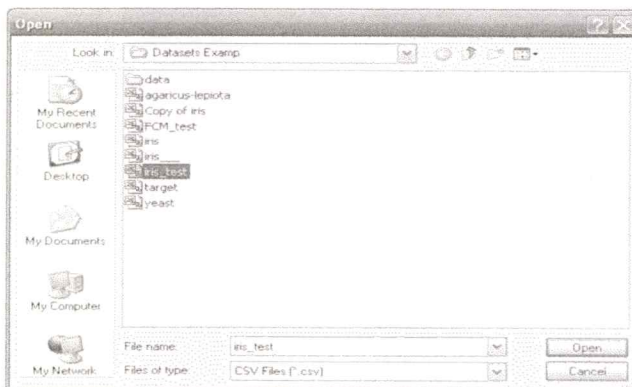 Open
Look in: Datasets Examp
data
agaricus-lepiota
Copy of iris
FCM_test
iris
iris___
iris_test
target
yeast
My Recent
Documents
Desktop
My Documents
My Computer
My Network
File name: iris_test Open
Files of type: CSV Files (*.csv) Cancel